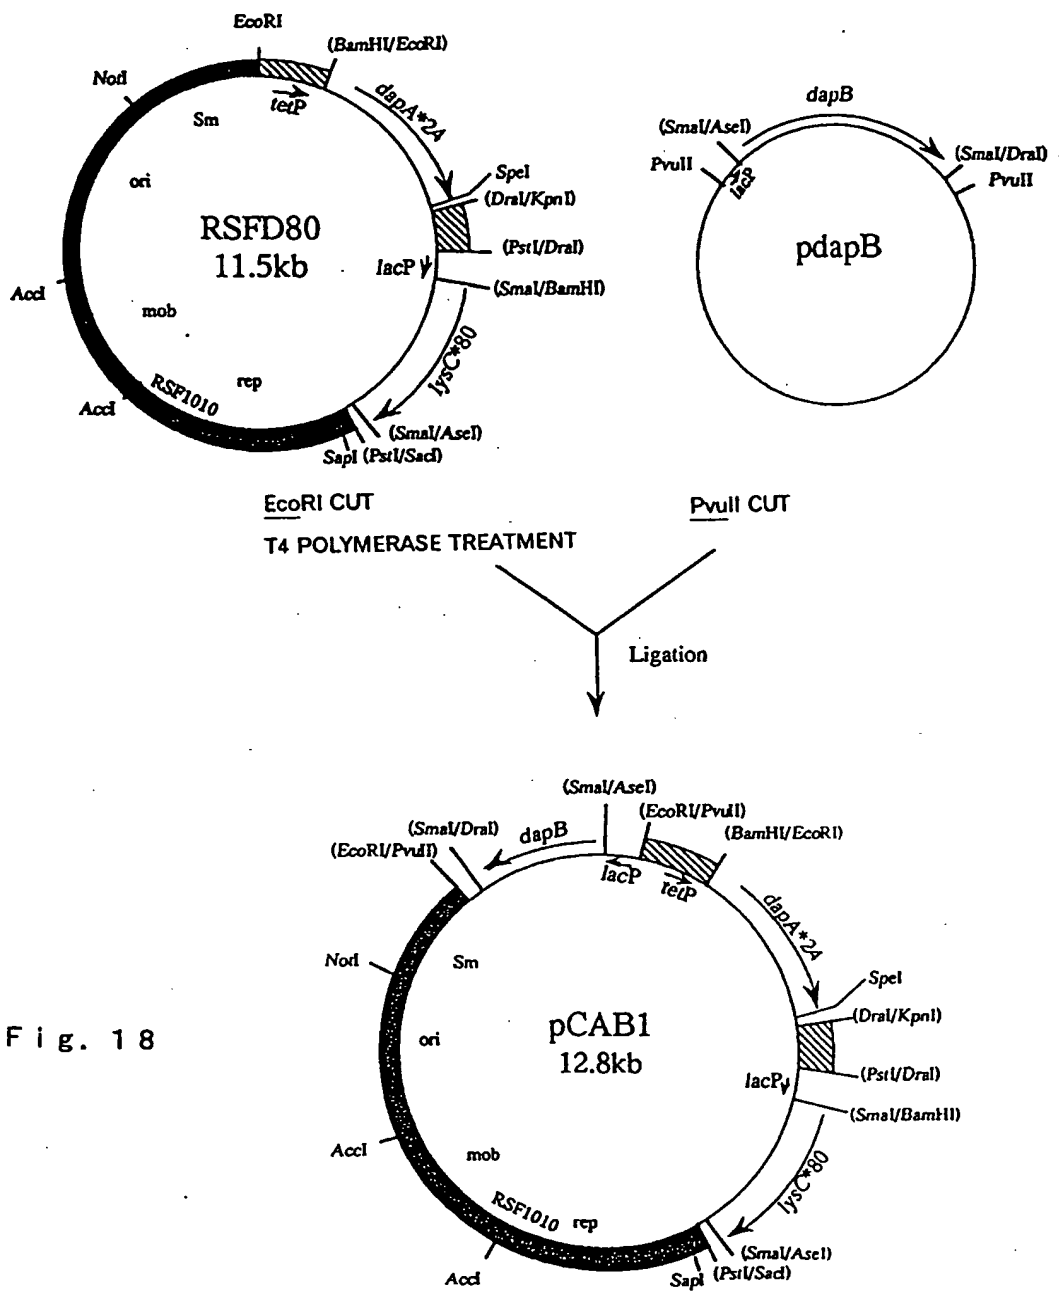 EcoRI
(BamHI/EcoRI)
NotI
tetP
dapA*24
Sm
ori
SpeI
(DraI/KpnI)
RSFD80
11.5kb
(PstI/DraI)
lacP
(SmaI/BamHI)
AccI
mob
lysC*80
rep
RSF1010
AccI
(SmaI/AseI)
SapI (PstI/SacI)
dapB
(SmaI/AseI)
(SmaI/DraI)
PvuII
PvuII
lacP
pdapB
EcoRI CUT
T4 POLYMERASE TREATMENT
PvuII CUT
Ligation
(SmaI/AseI)
(EcoRI/PvuII)
(SmaI/DraI)
dapB
(BamHI/EcoRI)
(EcoRI/PvuII)
lacP
tetP
dapA*24
NotI
Sm
SpeI
(DraI/KpnI)
ori
pCAB1
12.8kb
(PstI/DraI)
lacP
(SmaI/BamHI)
AccI
mob
lysC*80
RSF1010
rep
(SmaI/AseI)
AccI
SapI (PstI/SacI)
Fig. 18